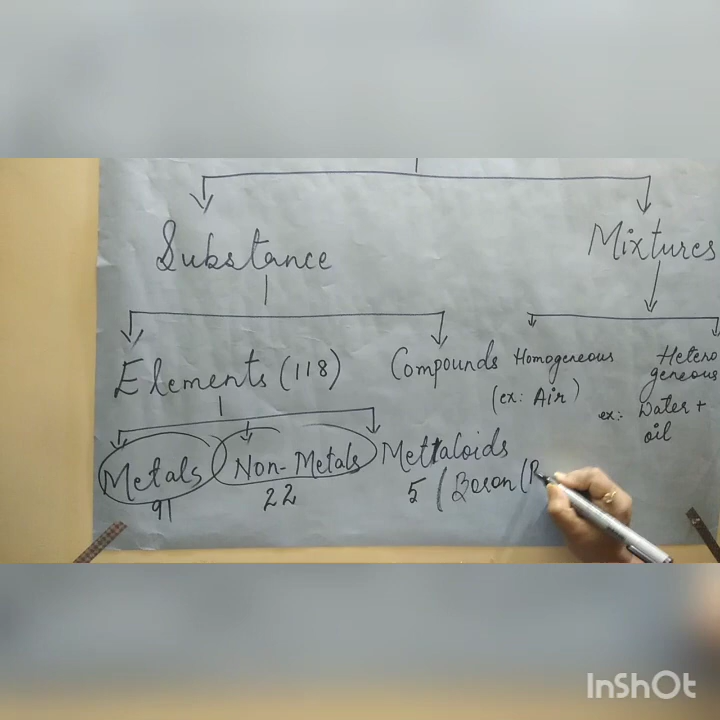 Substance
Mixtures
Elements (118)
Compounds
Homogeneous
(ex: Air)
Hetero
geneous
ex: Water +
oil
Metals
91
Non-Metals
22
Mettaloids
5 (Boron (B
InShOt